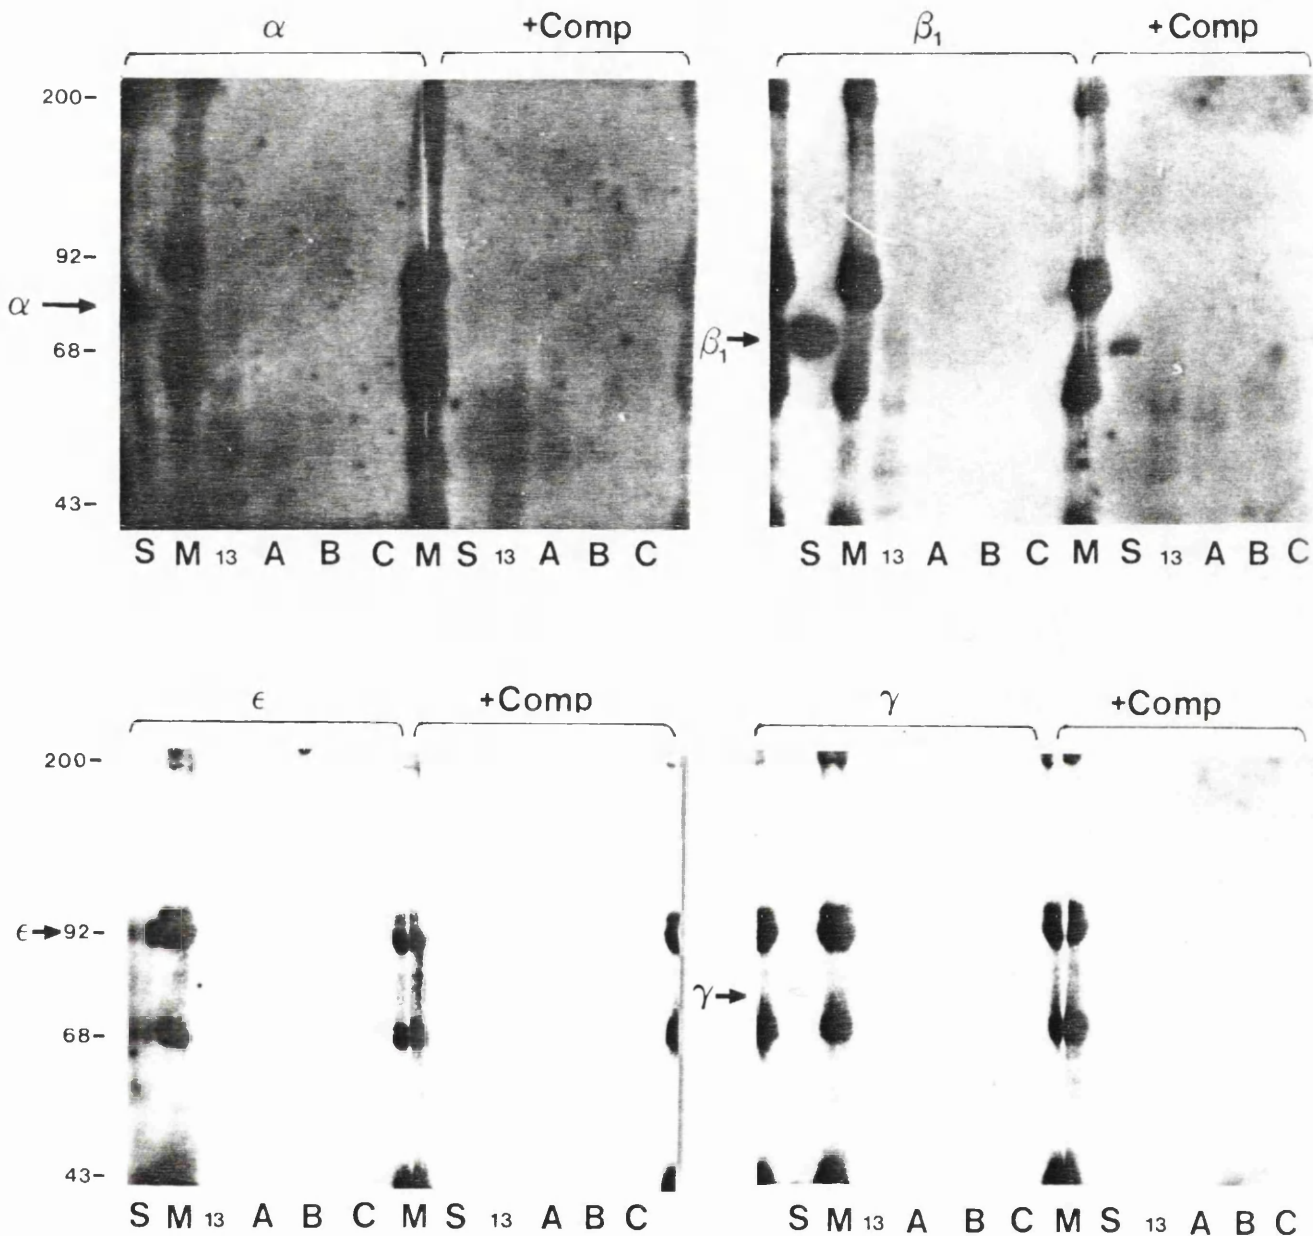 α +Comp β₁ +Comp
200-
92-
α →
β₁ →
68-
43-
S M 13 A B C M S 13 A B C S M 13 A B C M S 13 A B C
ε +Comp γ +Comp
200-
ε → 92-
γ →
68-
43-
S M 13 A B C M S 13 A B C S M 13 A B C M S 13 A B C